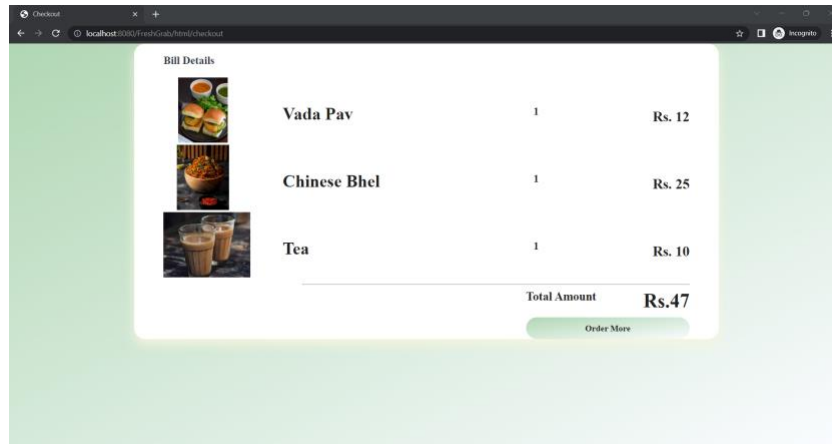 Checkout
localhost:8080/FreshGrab/html/checkout
Incognito
Bill Details
Vada Pav 1 Rs. 12
Chinese Bhel 1 Rs. 25
Tea 1 Rs. 10
Total Amount Rs.47
Order More